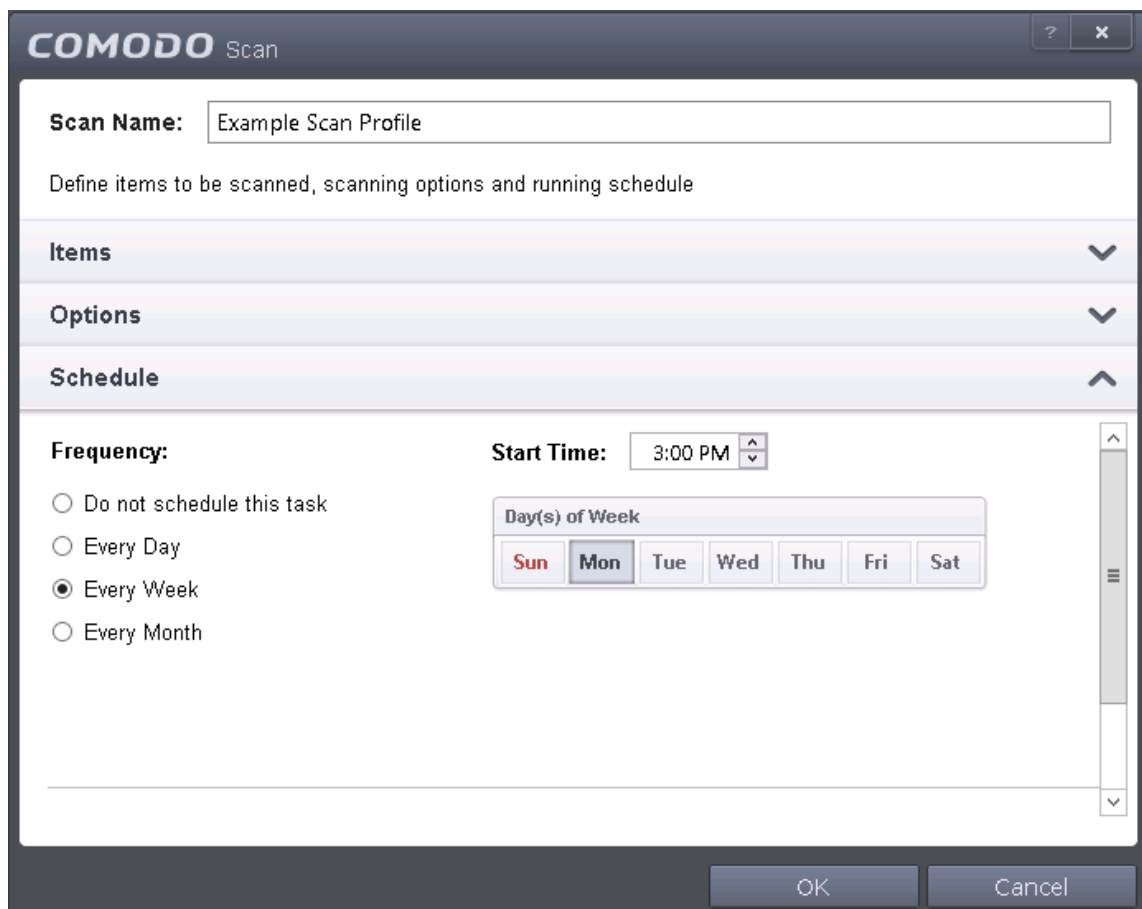 COMODO Scan
?
Scan Name: Example Scan Profile
Define items to be scanned, scanning options and running schedule
Items
Options
Schedule
Frequency:
Do not schedule this task
Every Day
Every Week
Every Month
Start Time: 3:00 PM
Day(s) of Week
Sun Mon Tue Wed Thu Fri Sat
OK Cancel